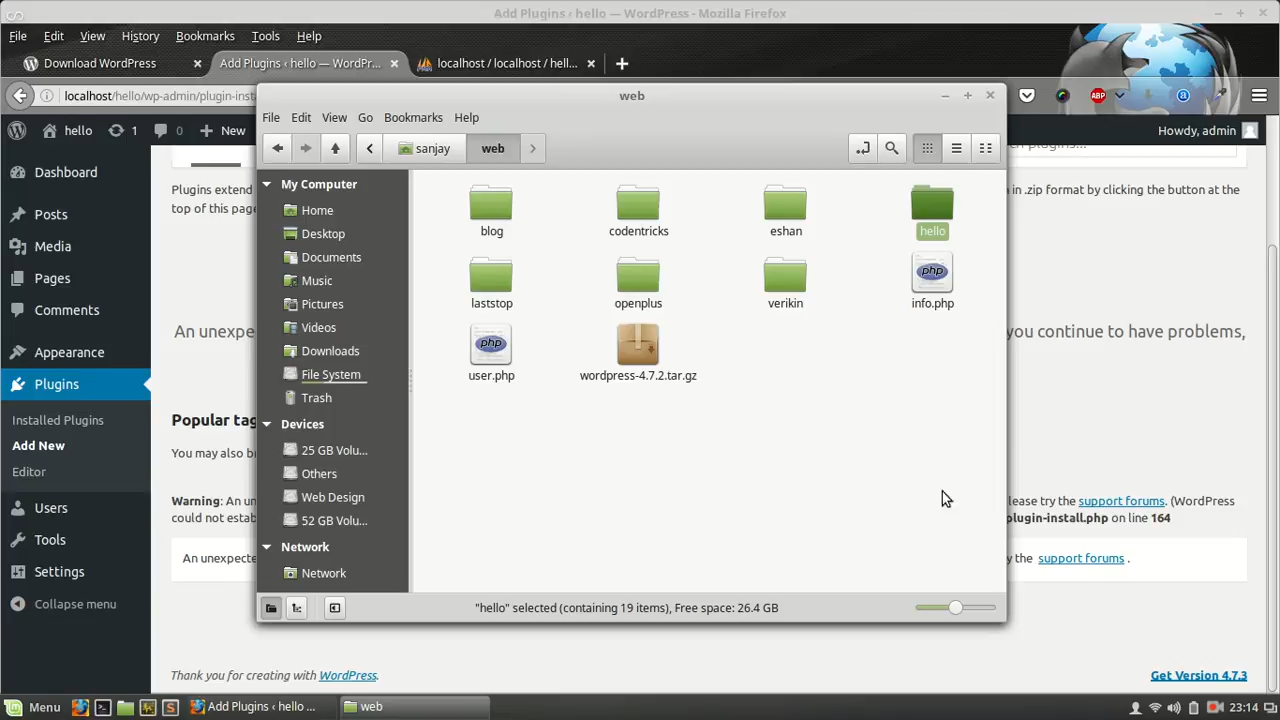 Add Plugins ‹ hello — WordPress - Mozilla Firefox
File Edit View History Bookmarks Tools Help
Download WordPress
Add Plugins ‹ hello — WordPr...
localhost / localhost / hell...
localhost/hello/wp-admin/plugin-inst
ABP
web
File Edit View Go Bookmarks Help
hello
1
0
New
Howdy, admin
sanjay
web
Dashboard
Posts
Media
Pages
Comments
Appearance
Plugins
Installed Plugins
Add New
Editor
Users
Tools
Settings
Collapse menu
Plugins extend
top of this page
n in .zip format by clicking the button at the
An unexpec
you continue to have problems,
Popular tag
You may also b
Warning: An un
could not estab
lease try the support forums. (WordPress
plugin-install.php on line 164
An unexpecte
y the support forums .
My Computer
Home
Desktop
Documents
Music
Pictures
Videos
Downloads
File System
Trash
Devices
25 GB Volu...
Others
Web Design
52 GB Volu...
Network
Network
blog
codentricks
eshan
hello
laststop
openplus
verikin
php
info.php
php
user.php
wordpress-4.7.2.tar.gz
"hello" selected (containing 19 items), Free space: 26.4 GB
Thank you for creating with WordPress.
Get Version 4.7.3
Menu
Add Plugins ‹ hello ...
web
23:14